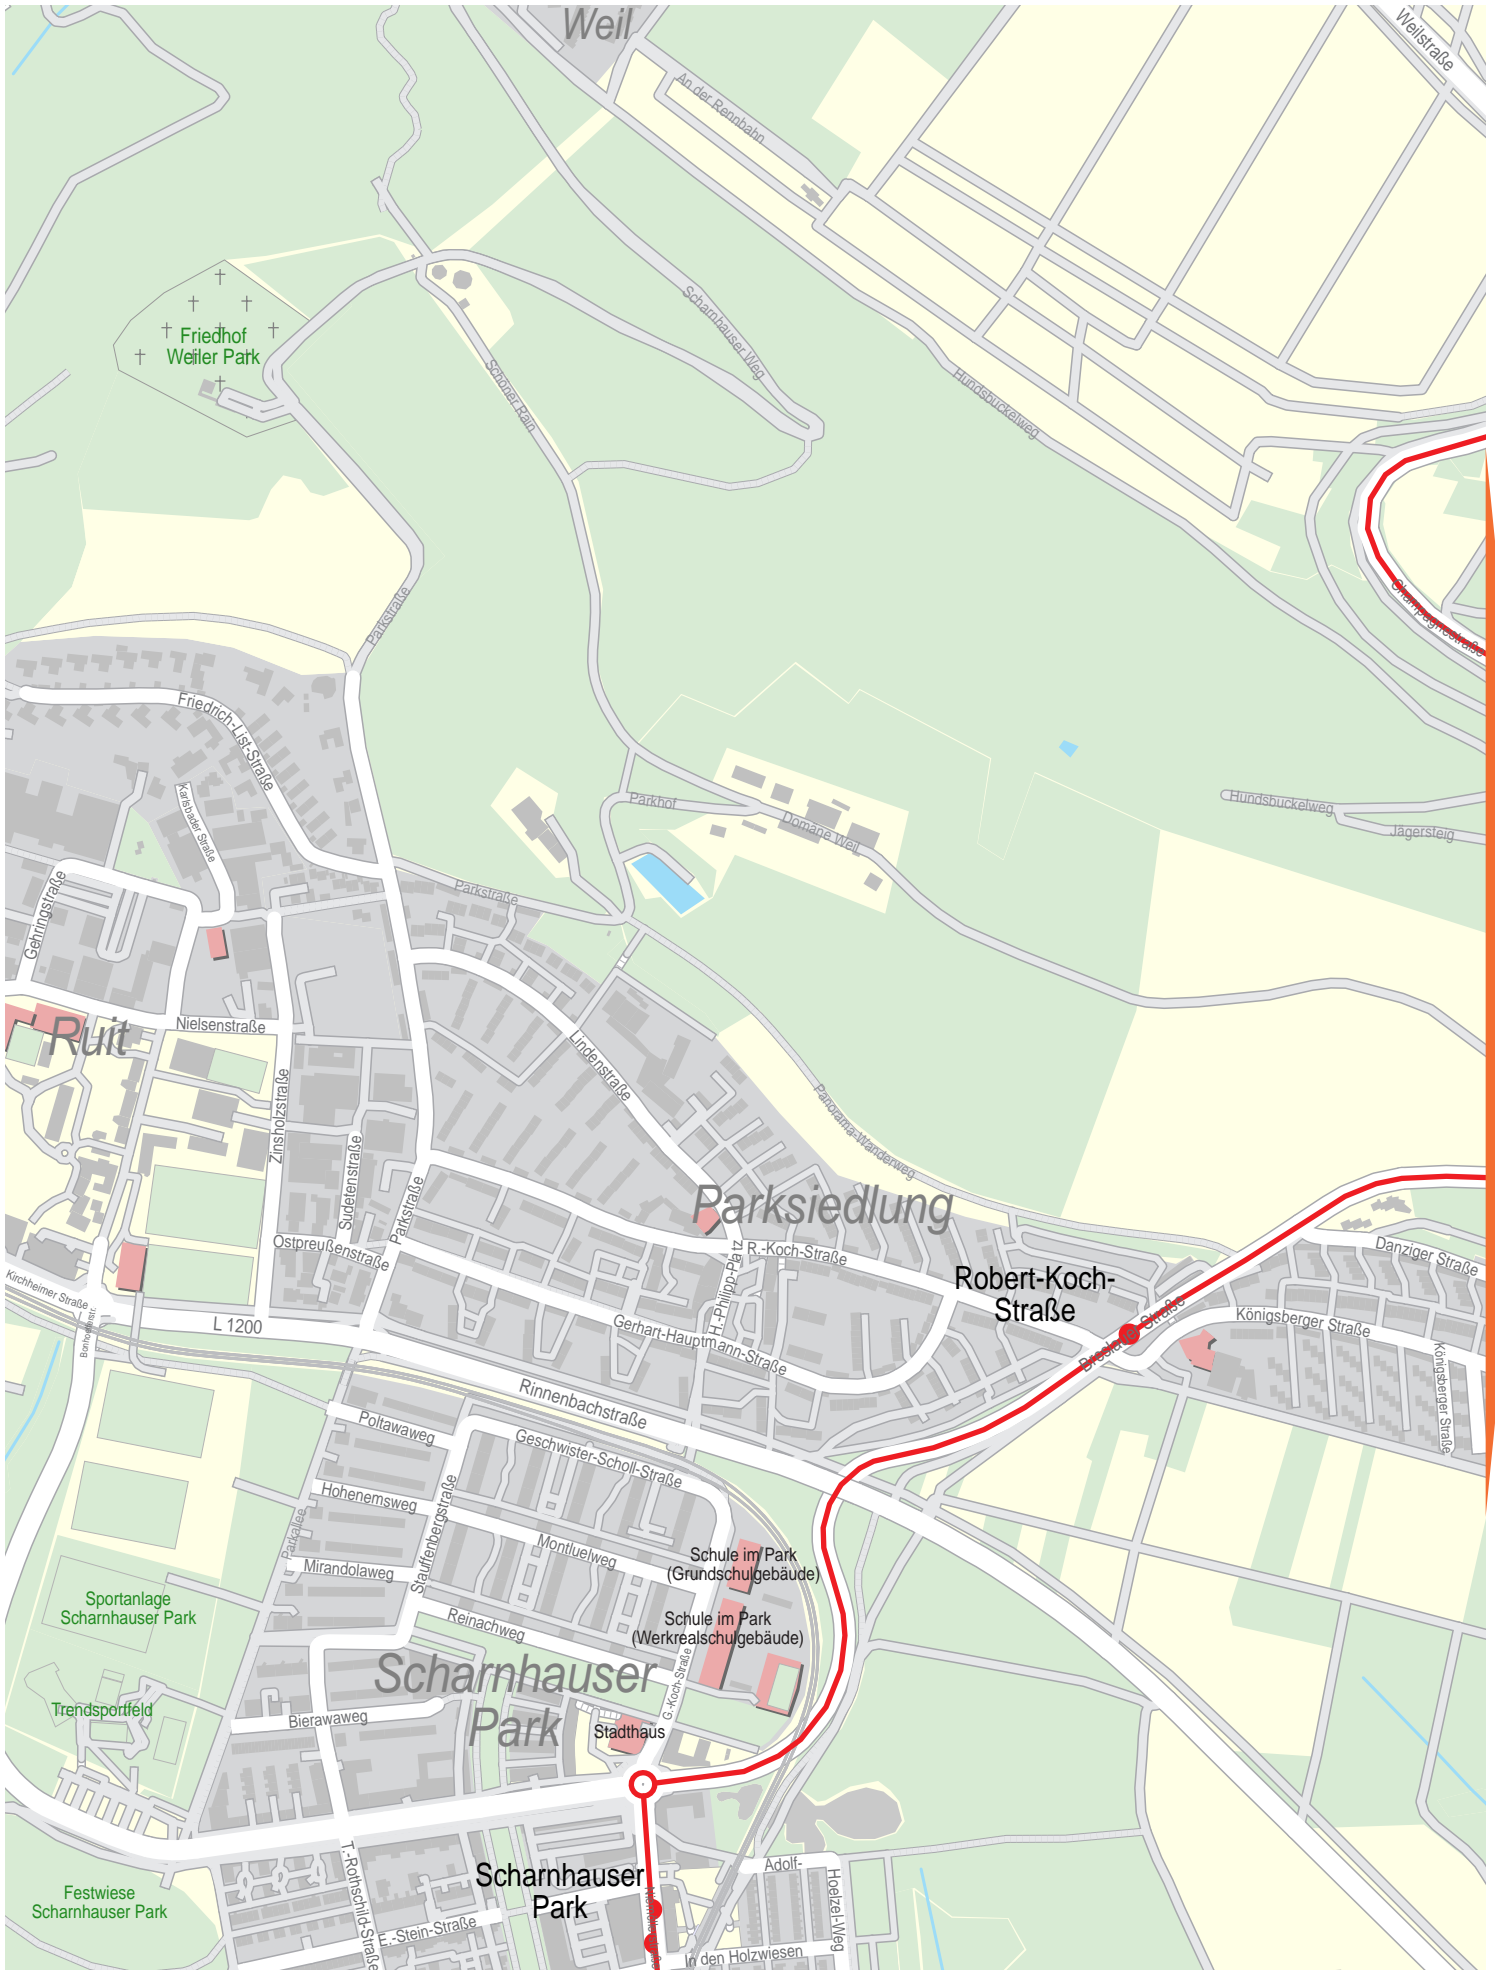 Weil
Weilstraße
An der Rennbahn
Scharnhauser Weg
Friedhof
Weiler Park
Schöner Rain
Hundsbuckelweg
Champagnestraße
Parkstraße
Friedrich-List-Straße
Karlsbader Straße
Parkhof
Domäne Weil
Hundsbuckelweg
Jägersteig
Gehringstraße
Parkstraße
Nielsenstraße
Ruit
Lindenstraße
Zinsholzstraße
Sudetenstraße
Panorama-Wanderweg
Parksiedlung
Parkstraße
Ostpreußenstraße
R.-Koch-Straße
H.-Philipp-Platz
Danziger Straße
Robert-Koch-
Straße
Kirchheimer Straße
Bonhoefferstr.
L 1200
Gerhart-Hauptmann-Straße
Breslauer Straße
Königsberger Straße
Königsberger Straße
Rinnenbachstraße
Poltawaweg
Geschwister-Scholl-Straße
Hohenemsweg
Stauffenbergstraße
Parkallee
Montluelweg
Mirandolaweg
Schule im Park
(Grundschulgebäude)
Sportanlage
Scharnhauser Park
Reinachweg
Schule im Park
(Werkrealschulgebäude)
Scharnhauser
Park
G.-Koch-Straße
Trendsportfeld
Bierawaweg
Stadthaus
T.-Rothschild-Straße
Scharnhauser
Park
Adolf-
Hoelzel-Weg
Festwiese
Scharnhauser Park
E.-Stein-Straße
In den Holzwiesen